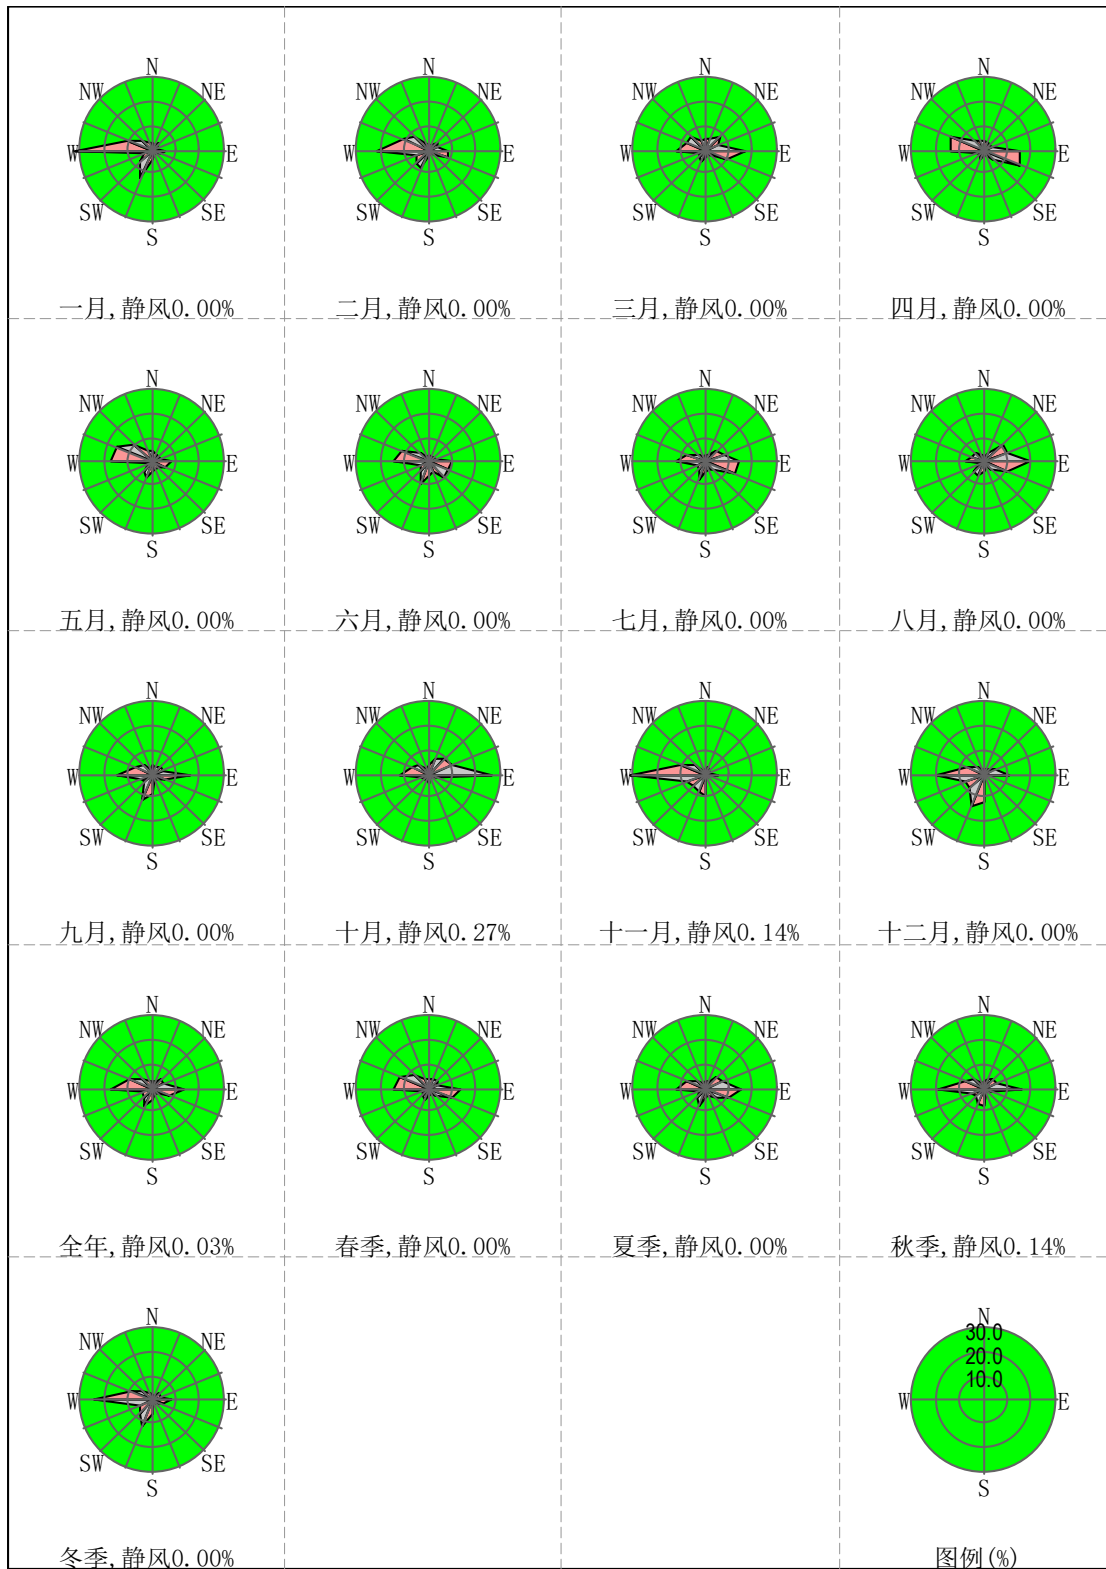 N
NW NE
W E
SW SE
S
一月,静风0.00%
N
NW NE
W E
SW SE
S
二月,静风0.00%
N
NW NE
W E
SW SE
S
三月,静风0.00%
N
NW NE
W E
SW SE
S
四月,静风0.00%
N
NW NE
W E
SW SE
S
五月,静风0.00%
N
NW NE
W E
SW SE
S
六月,静风0.00%
N
NW NE
W E
SW SE
S
七月,静风0.00%
N
NW NE
W E
SW SE
S
八月,静风0.00%
N
NW NE
W E
SW SE
S
九月,静风0.00%
N
NW NE
W E
SW SE
S
十月,静风0.27%
N
NW NE
W E
SW SE
S
十一月,静风0.14%
N
NW NE
W E
SW SE
S
十二月,静风0.00%
N
NW NE
W E
SW SE
S
全年,静风0.03%
N
NW NE
W E
SW SE
S
春季,静风0.00%
N
NW NE
W E
SW SE
S
夏季,静风0.00%
N
NW NE
W E
SW SE
S
秋季,静风0.14%
N
NW NE
W E
SW SE
S
冬季,静风0.00%
N
30.0
20.0
10.0
W E
S
图例(%)